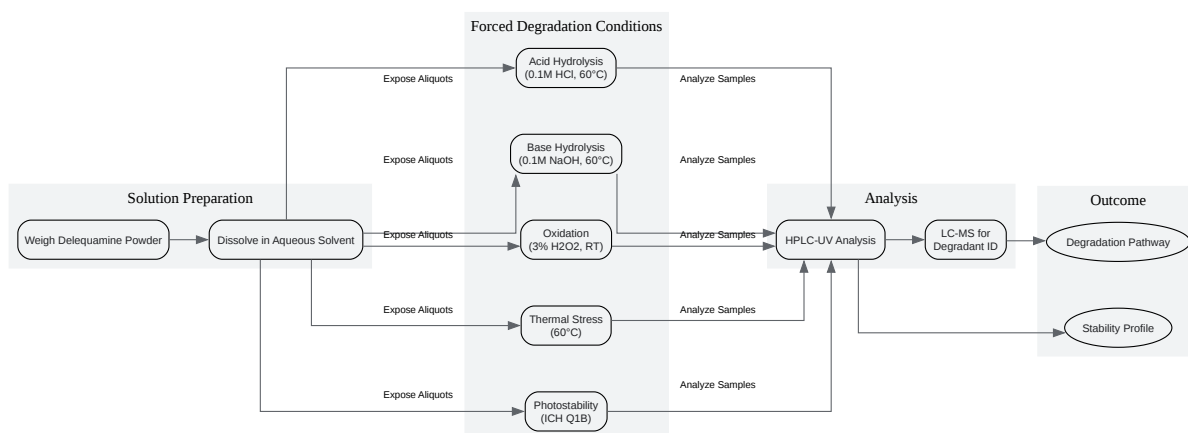 Forced Degradation Conditions
Acid Hydrolysis
(0.1M HCl, 60°C)
Expose Aliquots
Analyze Samples
Base Hydrolysis
(0.1M NaOH, 60°C)
Expose Aliquots
Analyze Samples
Solution Preparation
Analysis
Outcome
Weigh Delequamine Powder
Dissolve in Aqueous Solvent
Expose Aliquots
Oxidation
(3% H2O2, RT)
Analyze Samples
HPLC-UV Analysis
LC-MS for
Degradant ID
Degradation Pathway
Expose Aliquots
Thermal Stress
(60°C)
Analyze Samples
Stability Profile
Expose Aliquots
Photostability
(ICH Q1B)
Analyze Samples